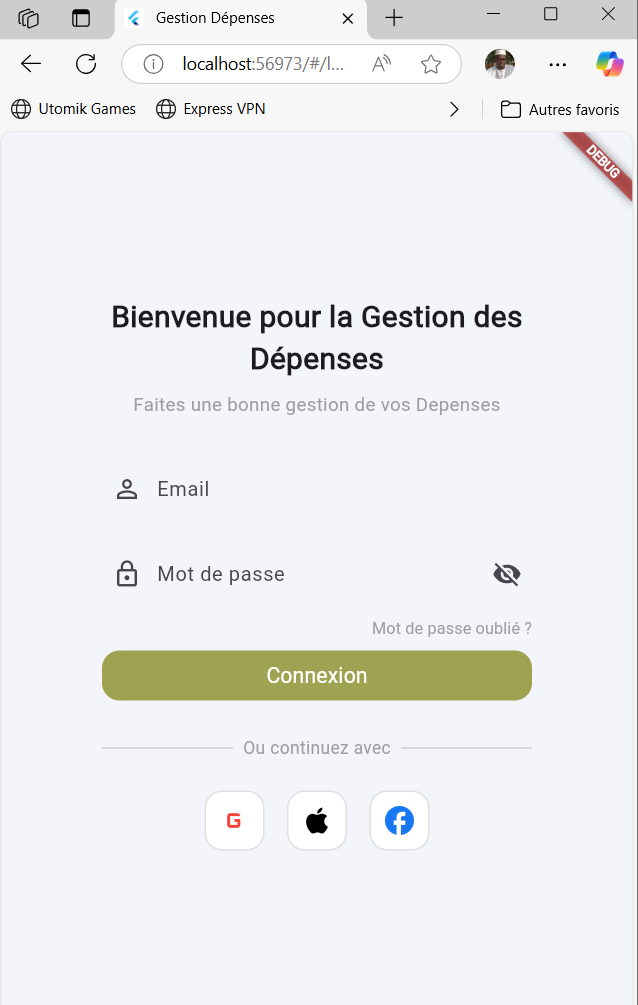 Gestion Dépenses
localhost:56973/#/l...
Utomik Games
Express VPN
Autres favoris
DEBUG
Bienvenue pour la Gestion des
Dépenses
Faites une bonne gestion de vos Depenses
Email
Mot de passe
Mot de passe oublié ?
Connexion
Ou continuez avec
G